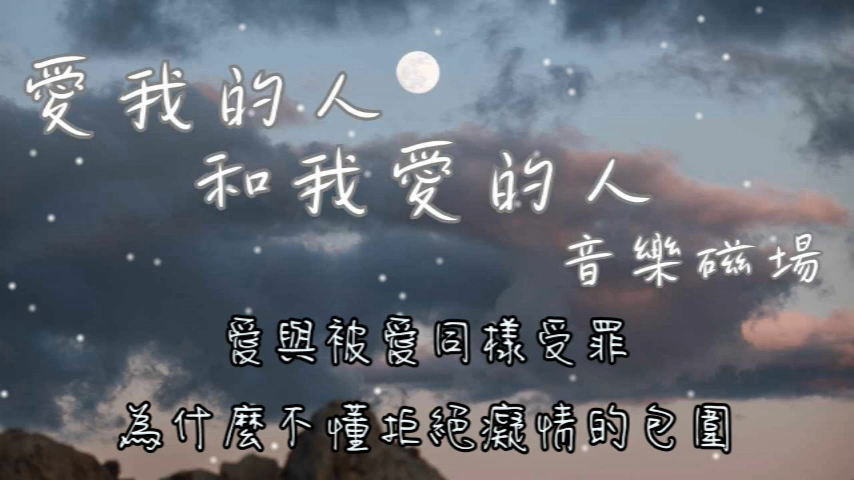 愛我的人
和我愛的人
音樂磁場
愛與被愛同樣受罪
為什麼不懂拒絕癡情的包圍